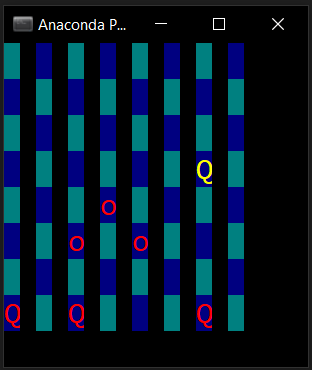 Anaconda P...
Q
o
o o
Q Q Q